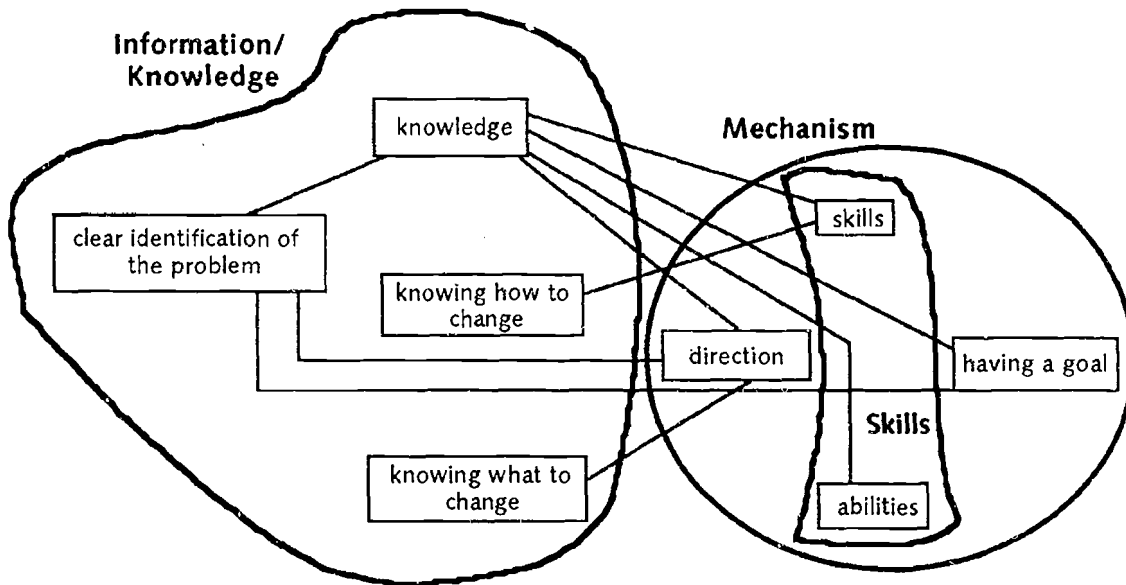 Information/
Knowledge
knowledge
Mechanism
skills
clear identification of
the problem
knowing how to
change
direction
having a goal
Skills
knowing what to
change
abilities